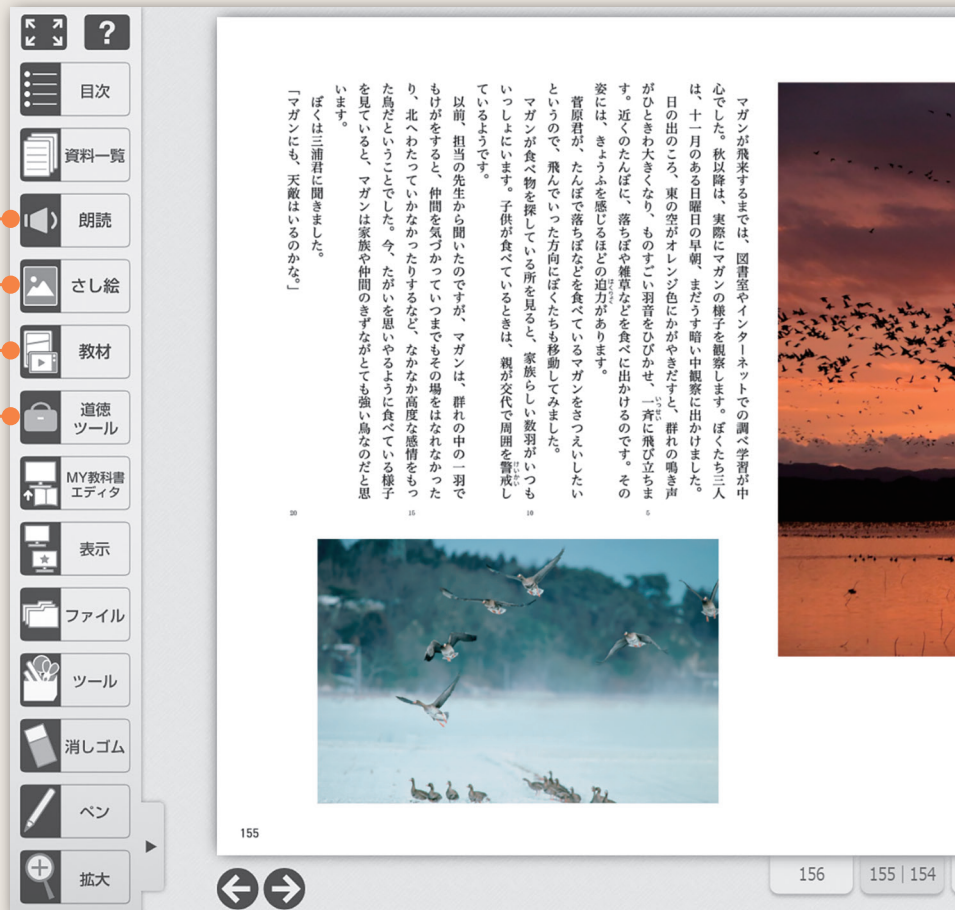 ?
目次
資料一覧
朗読
さし絵
教材
道徳
ツール
MY教科書
エディタ
表示
ファイル
ツール
消しゴム
ペン
拡大
マガンが飛来するまでは、図書室やインターネットでの調べ学習が中
心でした。秋以降は、実際にマガンの様子を観察します。ぼくたち三人
は、十一月のある日曜日の早朝、まだうす暗い中観察に出かけました。
日の出のころ、東の空がオレンジ色にかがやきだすと、群れの鳴き声
がひときわ大きくなり、ものすごい羽音をひびかせ、一斉に飛び立ちま
いっせい
す。近くのたんぼに、落ちぼや雑草などを食べに出かけるのです。その
姿には、きょうふを感じるほどの迫力があります。
はくりょく
菅原君が、たんぼで落ちぼなどを食べているマガンをさつえいしたい
というので、飛んでいった方向にぼくたちも移動してみました。
マガンが食べ物を探している所を見ると、家族らしい数羽がいつも
いっしょにいます。子供が食べているときは、親が交代で周囲を警戒し
けいかい
ているようです。
以前、担当の先生から聞いたのですが、マガンは、群れの中の一羽で
もけがをすると、仲間を気づかっていつまでもその場をはなれなかった
り、北へわたっていかなかったりするなど、なかなか高度な感情をもっ
た鳥だということでした。今、たがいを思いやるように食べている様子
を見ていると、マガンは家族や仲間のきずながとても強い鳥なのだと思
います。
ぼくは三浦君に聞きました。
「マガンにも、天敵はいるのかな。」
5
10
15
20
155
156
155 | 154